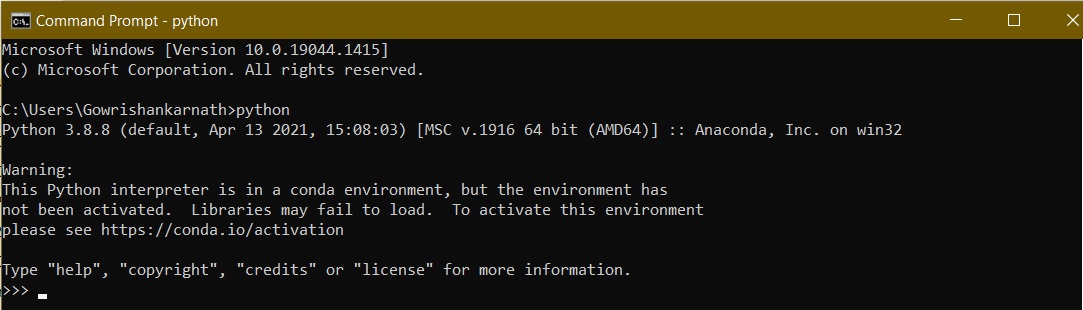 Command Prompt - python
Microsoft Windows [Version 10.0.19044.1415]
(c) Microsoft Corporation. All rights reserved.
C:\Users\Gowrishankarnath>python
Python 3.8.8 (default, Apr 13 2021, 15:08:03) [MSC v.1916 64 bit (AMD64)] :: Anaconda, Inc. on win32
Warning:
This Python interpreter is in a conda environment, but the environment has
not been activated.  Libraries may fail to load.  To activate this environment
please see https://conda.io/activation
Type "help", "copyright", "credits" or "license" for more information.
>>>